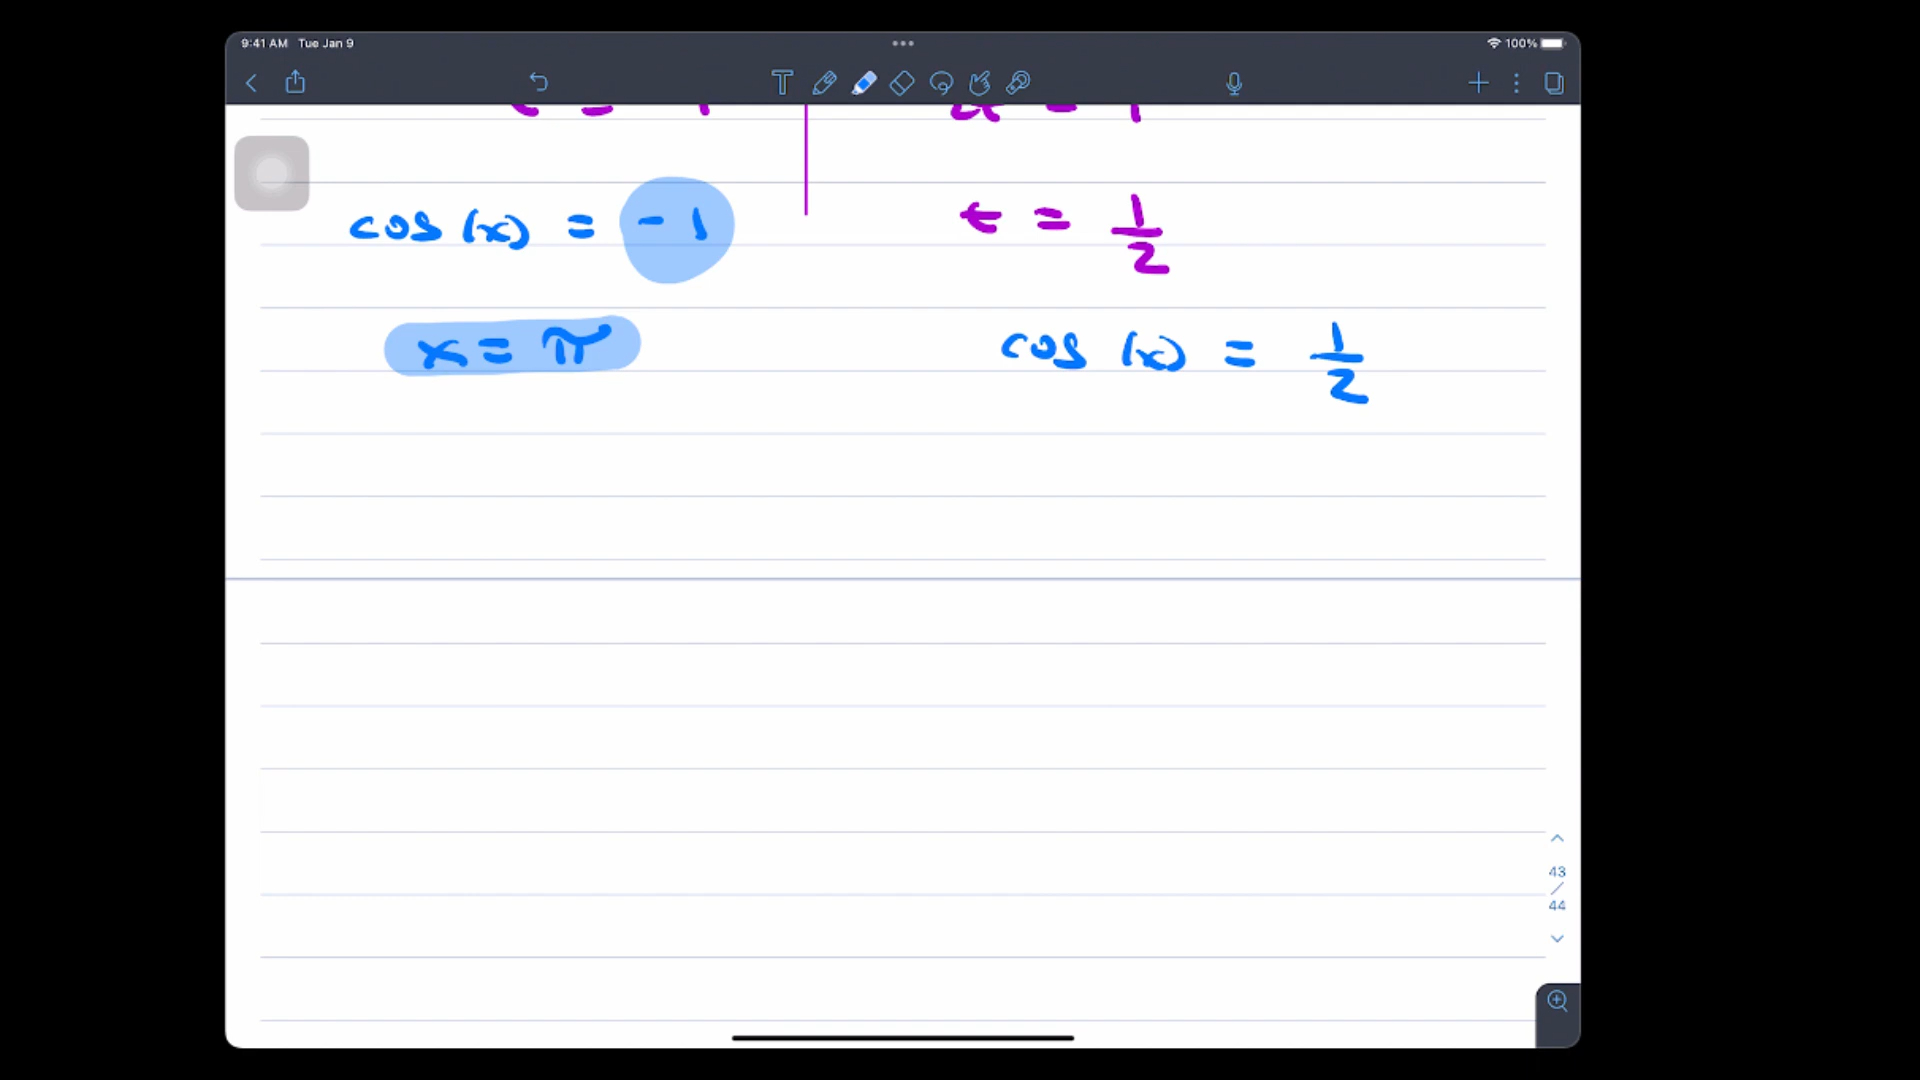 9:41 AM Tue Jan 9
100%
T
cos (x) = -1
t = 1/2
x = π
cos (x) = 1/2
43
/
44